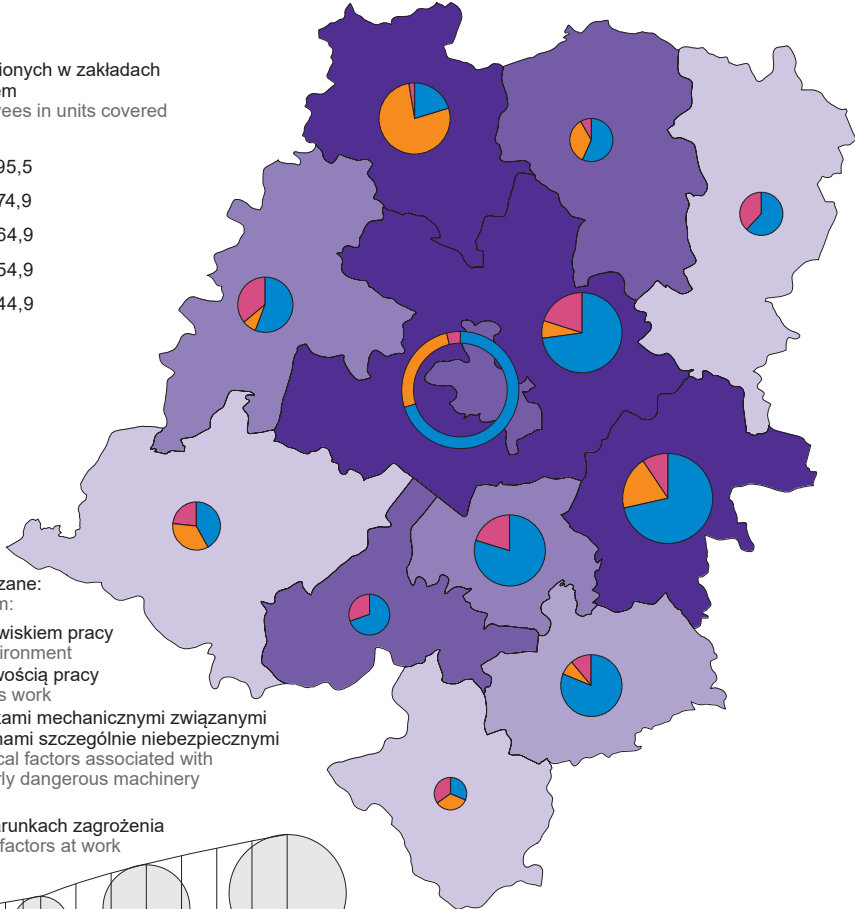 ionych w zakładach
em
ees in units covered
95,5
74,9
64,9
54,9
44,9
zane:
m:
wiskiem pracy
ironment
wością pracy
s work
kami mechanicznymi związanymi
nami szczególnie niebezpiecznymi
cal factors associated with
rly dangerous machinery
arunkach zagrożenia
factors at work